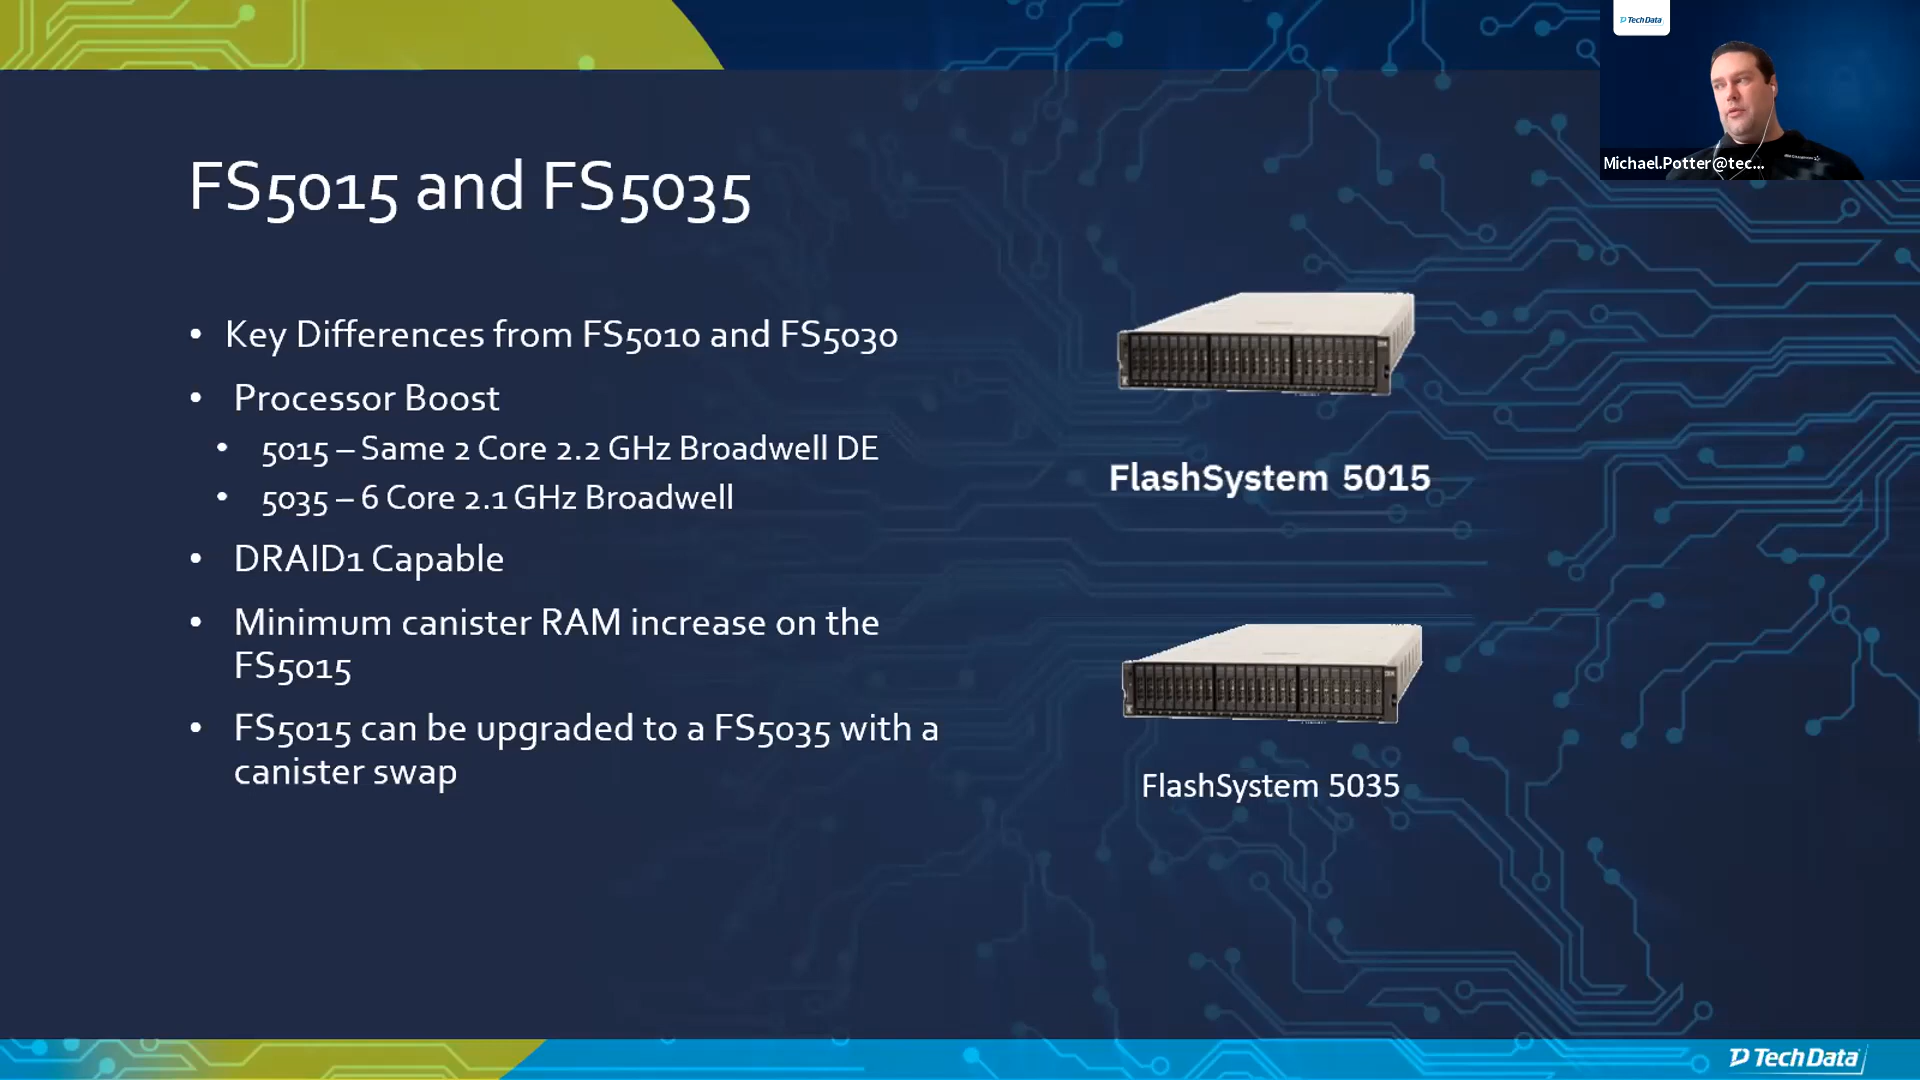 TechData
Michael.Potter@tec...
FS5015 and FS5035
• Key Differences from FS5010 and FS5030
• Processor Boost
• 5015 – Same 2 Core 2.2 GHz Broadwell DE
• 5035 – 6 Core 2.1 GHz Broadwell
• DRAID1 Capable
• Minimum canister RAM increase on the
FS5015
• FS5015 can be upgraded to a FS5035 with a
canister swap
FlashSystem 5015
FlashSystem 5035
TechData